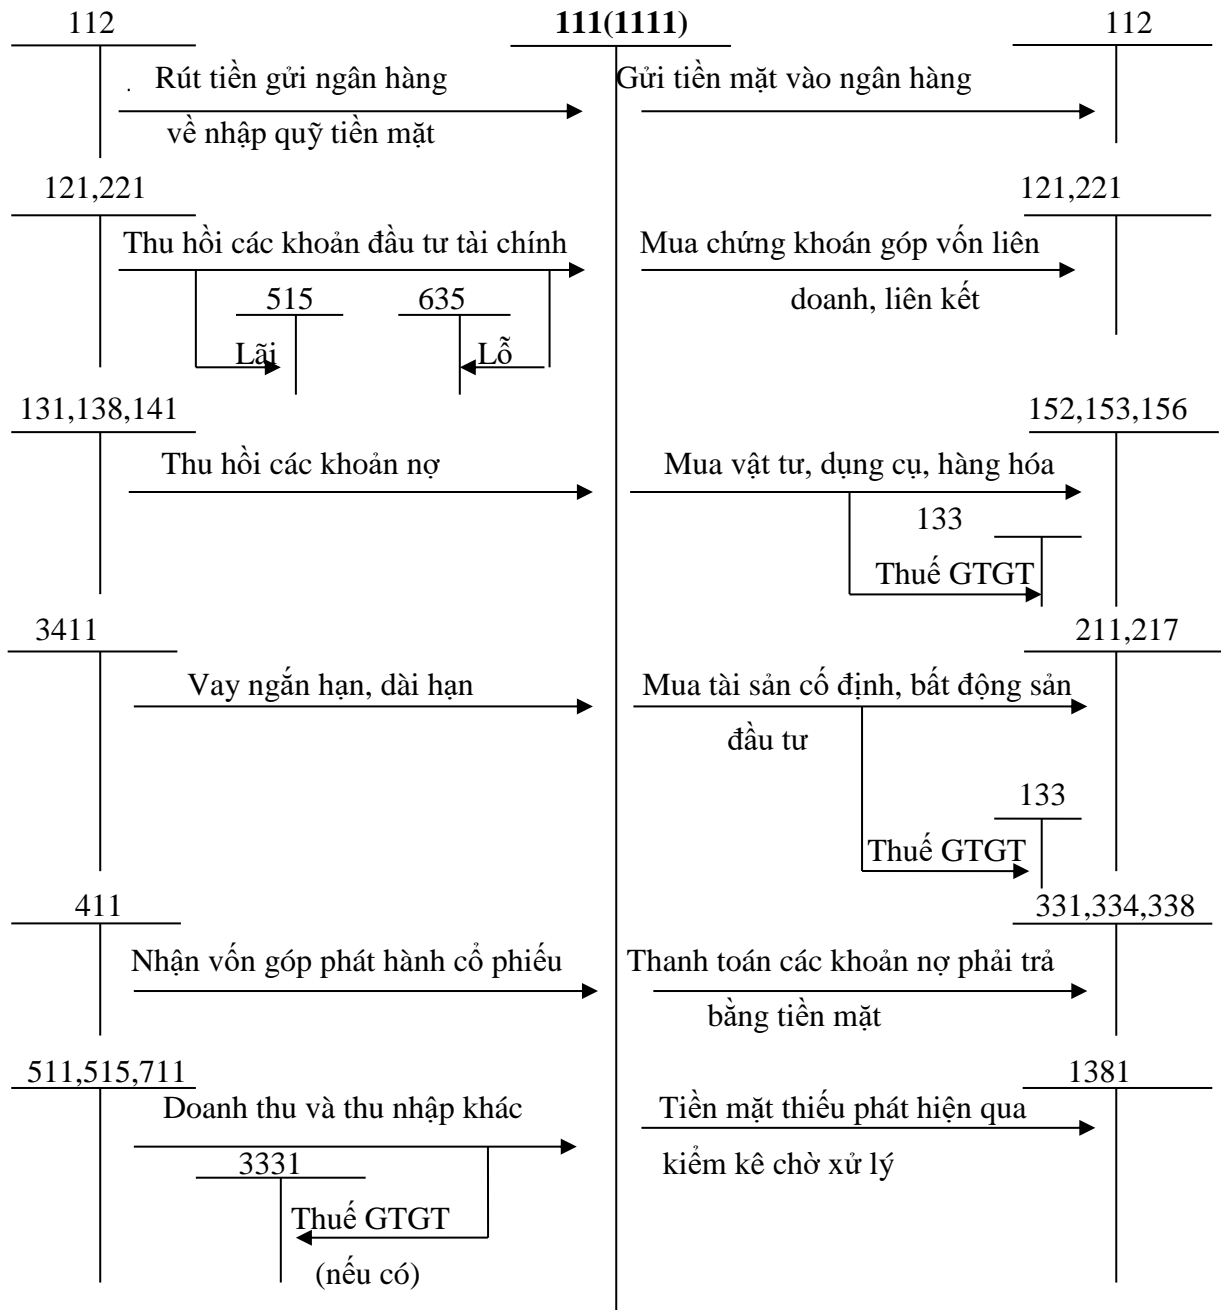 112 111(1111) 112
Rút tiền gửi ngân hàng Gửi tiền mặt vào ngân hàng
về nhập quỹ tiền mặt
121,221 121,221
Thu hồi các khoản đầu tư tài chính Mua chứng khoán góp vốn liên
515 635 doanh, liên kết
Lãi Lỗ
131,138,141 152,153,156
Thu hồi các khoản nợ Mua vật tư, dụng cụ, hàng hóa
133
Thuế GTGT
3411 211,217
Vay ngắn hạn, dài hạn Mua tài sản cố định, bất động sản
đầu tư
133
Thuế GTGT
411 331,334,338
Nhận vốn góp phát hành cổ phiếu Thanh toán các khoản nợ phải trả
bằng tiền mặt
511,515,711 1381
Doanh thu và thu nhập khác Tiền mặt thiếu phát hiện qua
3331 kiểm kê chờ xử lý
Thuế GTGT
(nếu có)